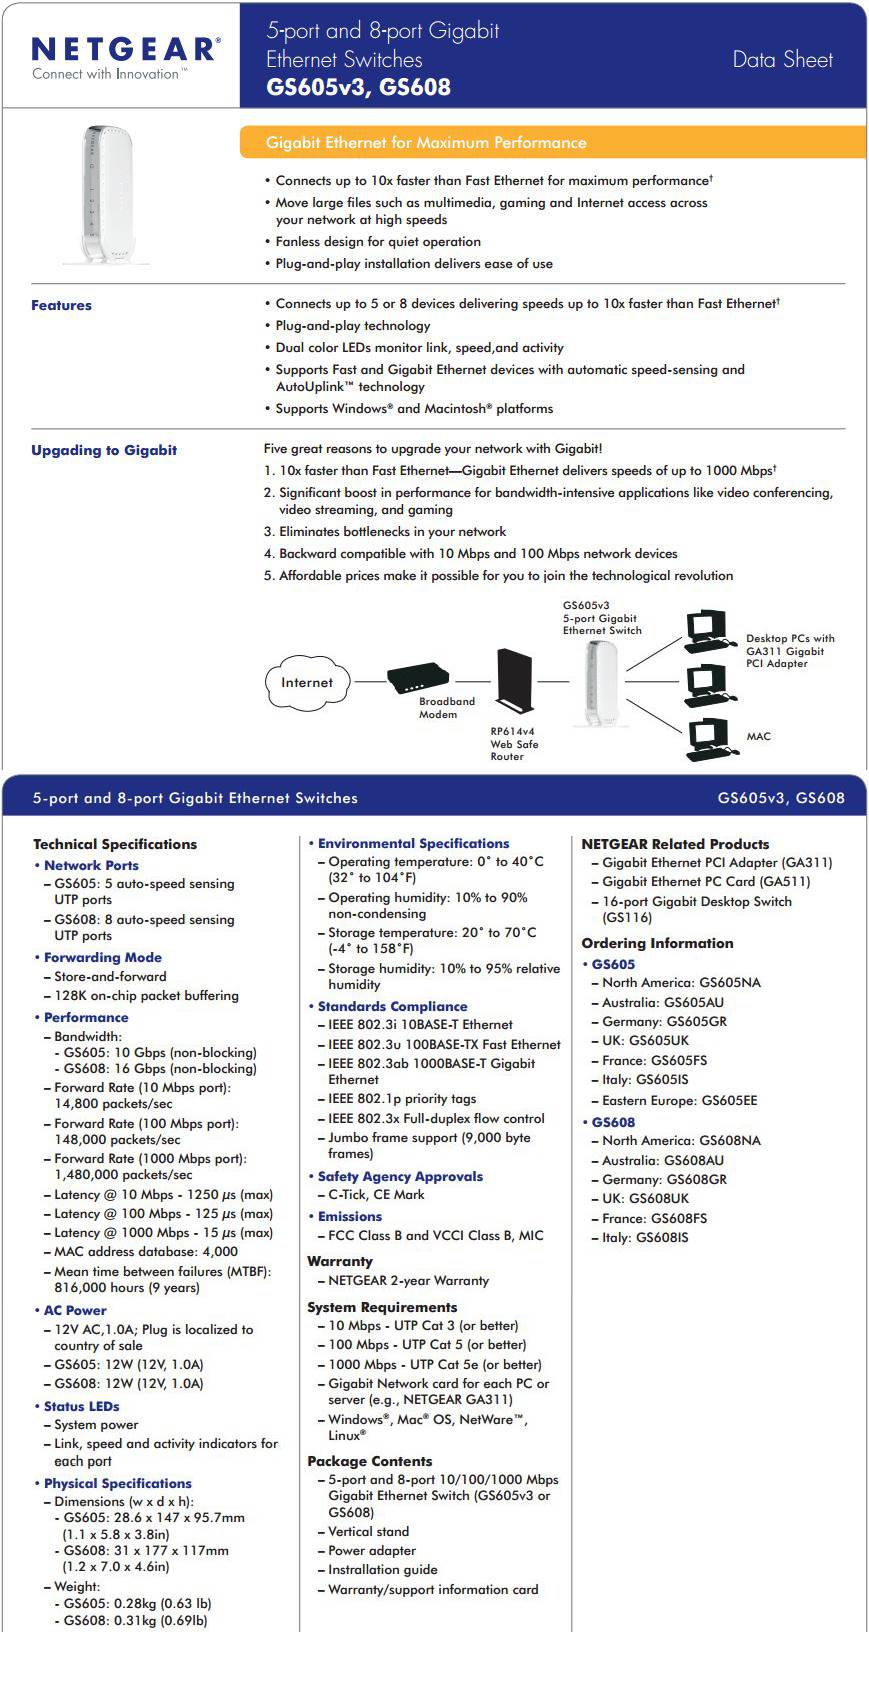 NETGEAR®
Connect with Innovation™
5-port and 8-port Gigabit
Ethernet Switches
GS605v3, GS608
Data Sheet
Gigabit Ethernet for Maximum Performance
• Connects up to 10x faster than Fast Ethernet for maximum performance†
• Move large files such as multimedia, gaming and Internet access across
your network at high speeds
• Fanless design for quiet operation
• Plug-and-play installation delivers ease of use
Features
• Connects up to 5 or 8 devices delivering speeds up to 10x faster than Fast Ethernet†
• Plug-and-play technology
• Dual color LEDs monitor link, speed,and activity
• Supports Fast and Gigabit Ethernet devices with automatic speed-sensing and
AutoUplink™ technology
• Supports Windows® and Macintosh® platforms
Upgading to Gigabit
Five great reasons to upgrade your network with Gigabit!
1. 10x faster than Fast Ethernet—Gigabit Ethernet delivers speeds of up to 1000 Mbps†
2. Significant boost in performance for bandwidth-intensive applications like video conferencing,
video streaming, and gaming
3. Eliminates bottlenecks in your network
4. Backward compatible with 10 Mbps and 100 Mbps network devices
5. Affordable prices make it possible for you to join the technological revolution
Internet
Broadband
Modem
RP614v4
Web Safe
Router
GS605v3
5-port Gigabit
Ethernet Switch
Desktop PCs with
GA311 Gigabit
PCI Adapter
MAC
5-port and 8-port Gigabit Ethernet Switches
GS605v3, GS608
Technical Specifications
• Network Ports
– GS605: 5 auto-speed sensing
UTP ports
– GS608: 8 auto-speed sensing
UTP ports
• Forwarding Mode
– Store-and-forward
– 128K on-chip packet buffering
• Performance
– Bandwidth:
- GS605: 10 Gbps (non-blocking)
- GS608: 16 Gbps (non-blocking)
– Forward Rate (10 Mbps port):
14,800 packets/sec
– Forward Rate (100 Mbps port):
148,000 packets/sec
– Forward Rate (1000 Mbps port):
1,480,000 packets/sec
– Latency @ 10 Mbps - 1250 µs (max)
– Latency @ 100 Mbps - 125 µs (max)
– Latency @ 1000 Mbps - 15 µs (max)
– MAC address database: 4,000
– Mean time between failures (MTBF):
816,000 hours (9 years)
• AC Power
– 12V AC,1.0A; Plug is localized to
country of sale
– GS605: 12W (12V, 1.0A)
– GS608: 12W (12V, 1.0A)
• Status LEDs
– System power
– Link, speed and activity indicators for
each port
• Physical Specifications
– Dimensions (w x d x h):
- GS605: 28.6 x 147 x 95.7mm
(1.1 x 5.8 x 3.8in)
- GS608: 31 x 177 x 117mm
(1.2 x 7.0 x 4.6in)
– Weight:
- GS605: 0.28kg (0.63 lb)
- GS608: 0.31kg (0.69lb)
• Environmental Specifications
– Operating temperature: 0˚ to 40˚C
(32˚ to 104˚F)
– Operating humidity: 10% to 90%
non-condensing
– Storage temperature: 20˚ to 70˚C
(-4˚ to 158˚F)
– Storage humidity: 10% to 95% relative
humidity
• Standards Compliance
– IEEE 802.3i 10BASE-T Ethernet
– IEEE 802.3u 100BASE-TX Fast Ethernet
– IEEE 802.3ab 1000BASE-T Gigabit
Ethernet
– IEEE 802.1p priority tags
– IEEE 802.3x Full-duplex flow control
– Jumbo frame support (9,000 byte
frames)
• Safety Agency Approvals
– C-Tick, CE Mark
• Emissions
– FCC Class B and VCCI Class B, MIC
Warranty
– NETGEAR 2-year Warranty
System Requirements
– 10 Mbps - UTP Cat 3 (or better)
– 100 Mbps - UTP Cat 5 (or better)
– 1000 Mbps - UTP Cat 5e (or better)
– Gigabit Network card for each PC or
server (e.g., NETGEAR GA311)
– Windows®, Mac® OS, NetWare™,
Linux®
Package Contents
– 5-port and 8-port 10/100/1000 Mbps
Gigabit Ethernet Switch (GS605v3 or
GS608)
– Vertical stand
– Power adapter
– Instrallation guide
– Warranty/support information card
NETGEAR Related Products
– Gigabit Ethernet PCI Adapter (GA311)
– Gigabit Ethernet PC Card (GA511)
– 16-port Gigabit Desktop Switch
(GS116)
Ordering Information
• GS605
– North America: GS605NA
– Australia: GS605AU
– Germany: GS605GR
– UK: GS605UK
– France: GS605FS
– Italy: GS605IS
– Eastern Europe: GS605EE
• GS608
– North America: GS608NA
– Australia: GS608AU
– Germany: GS608GR
– UK: GS608UK
– France: GS608FS
– Italy: GS608IS